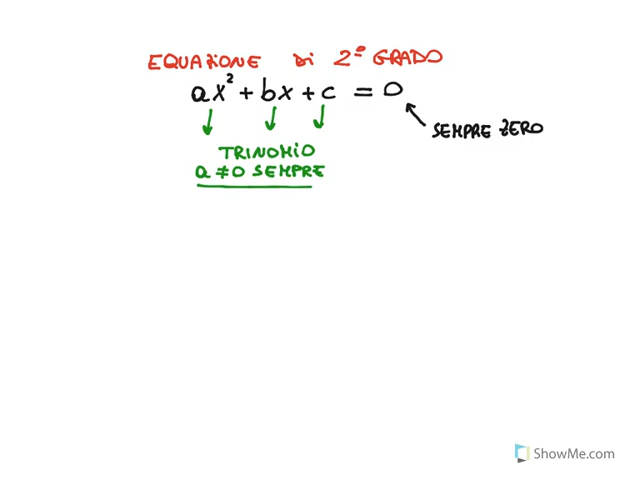 EQUAZIONE DI 2° GRADO
ax² + bx + c = 0
SEMPRE ZERO
TRINOMIO
a ≠ 0 SEMPRE
ShowMe.com